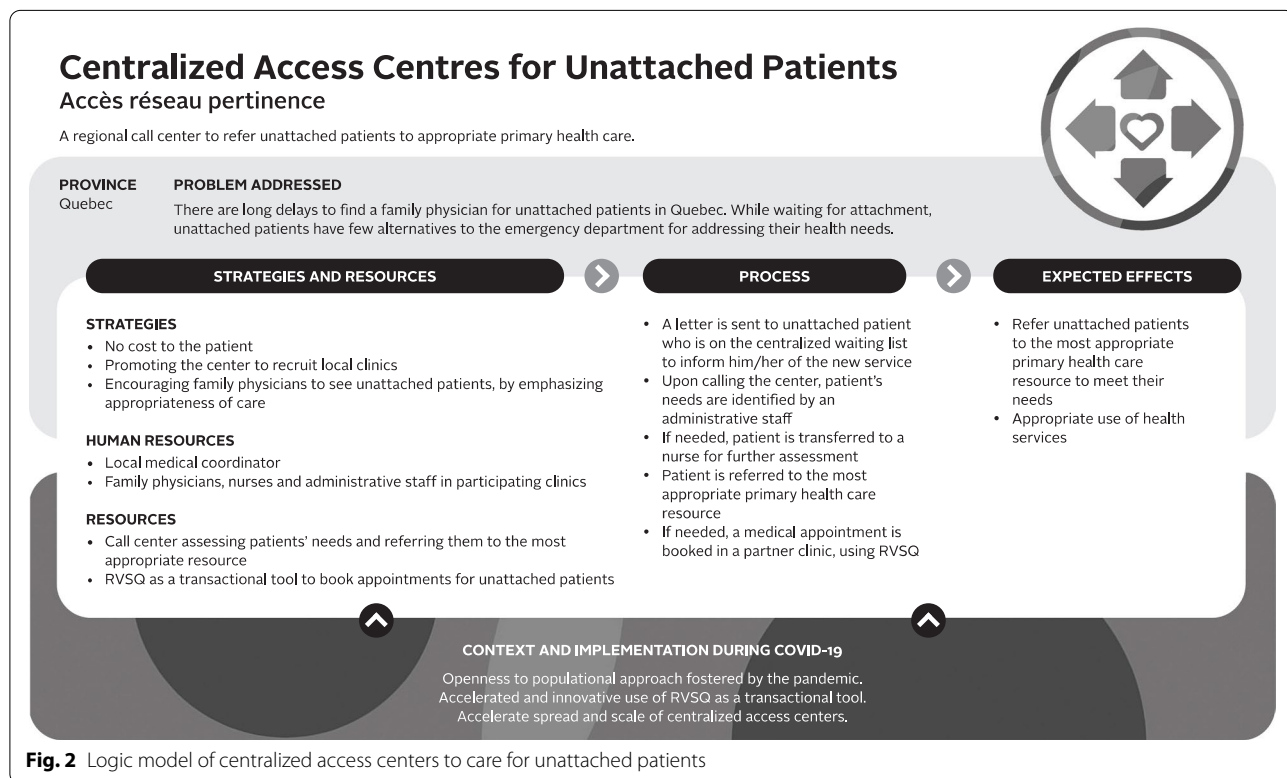 Centralized Access Centres for Unattached Patients
Accès réseau pertinence
A regional call center to refer unattached patients to appropriate primary health care.
PROVINCE
Quebec
PROBLEM ADDRESSED
There are long delays to find a family physician for unattached patients in Quebec. While waiting for attachment,
unattached patients have few alternatives to the emergency department for addressing their health needs.
STRATEGIES AND RESOURCES
STRATEGIES
• No cost to the patient
• Promoting the center to recruit local clinics
• Encouraging family physicians to see unattached patients, by emphasizing
appropriateness of care
HUMAN RESOURCES
• Local medical coordinator
• Family physicians, nurses and administrative staff in participating clinics
RESOURCES
• Call center assessing patients' needs and referring them to the most
appropriate resource
• RVSQ as a transactional tool to book appointments for unattached patients
PROCESS
• A letter is sent to unattached patient
who is on the centralized waiting list
to inform him/her of the new service
• Upon calling the center, patient's
needs are identified by an
administrative staff
• If needed, patient is transferred to a
nurse for further assessment
• Patient is referred to the most
appropriate primary health care
resource
• If needed, a medical appointment is
booked in a partner clinic, using RVSQ
EXPECTED EFFECTS
• Refer unattached patients
to the most appropriate
primary health care
resource to meet their
needs
• Appropriate use of health
services
CONTEXT AND IMPLEMENTATION DURING COVID-19
Openness to populational approach fostered by the pandemic.
Accelerated and innovative use of RVSQ as a transactional tool.
Accelerate spread and scale of centralized access centers.
Fig. 2 Logic model of centralized access centers to care for unattached patients